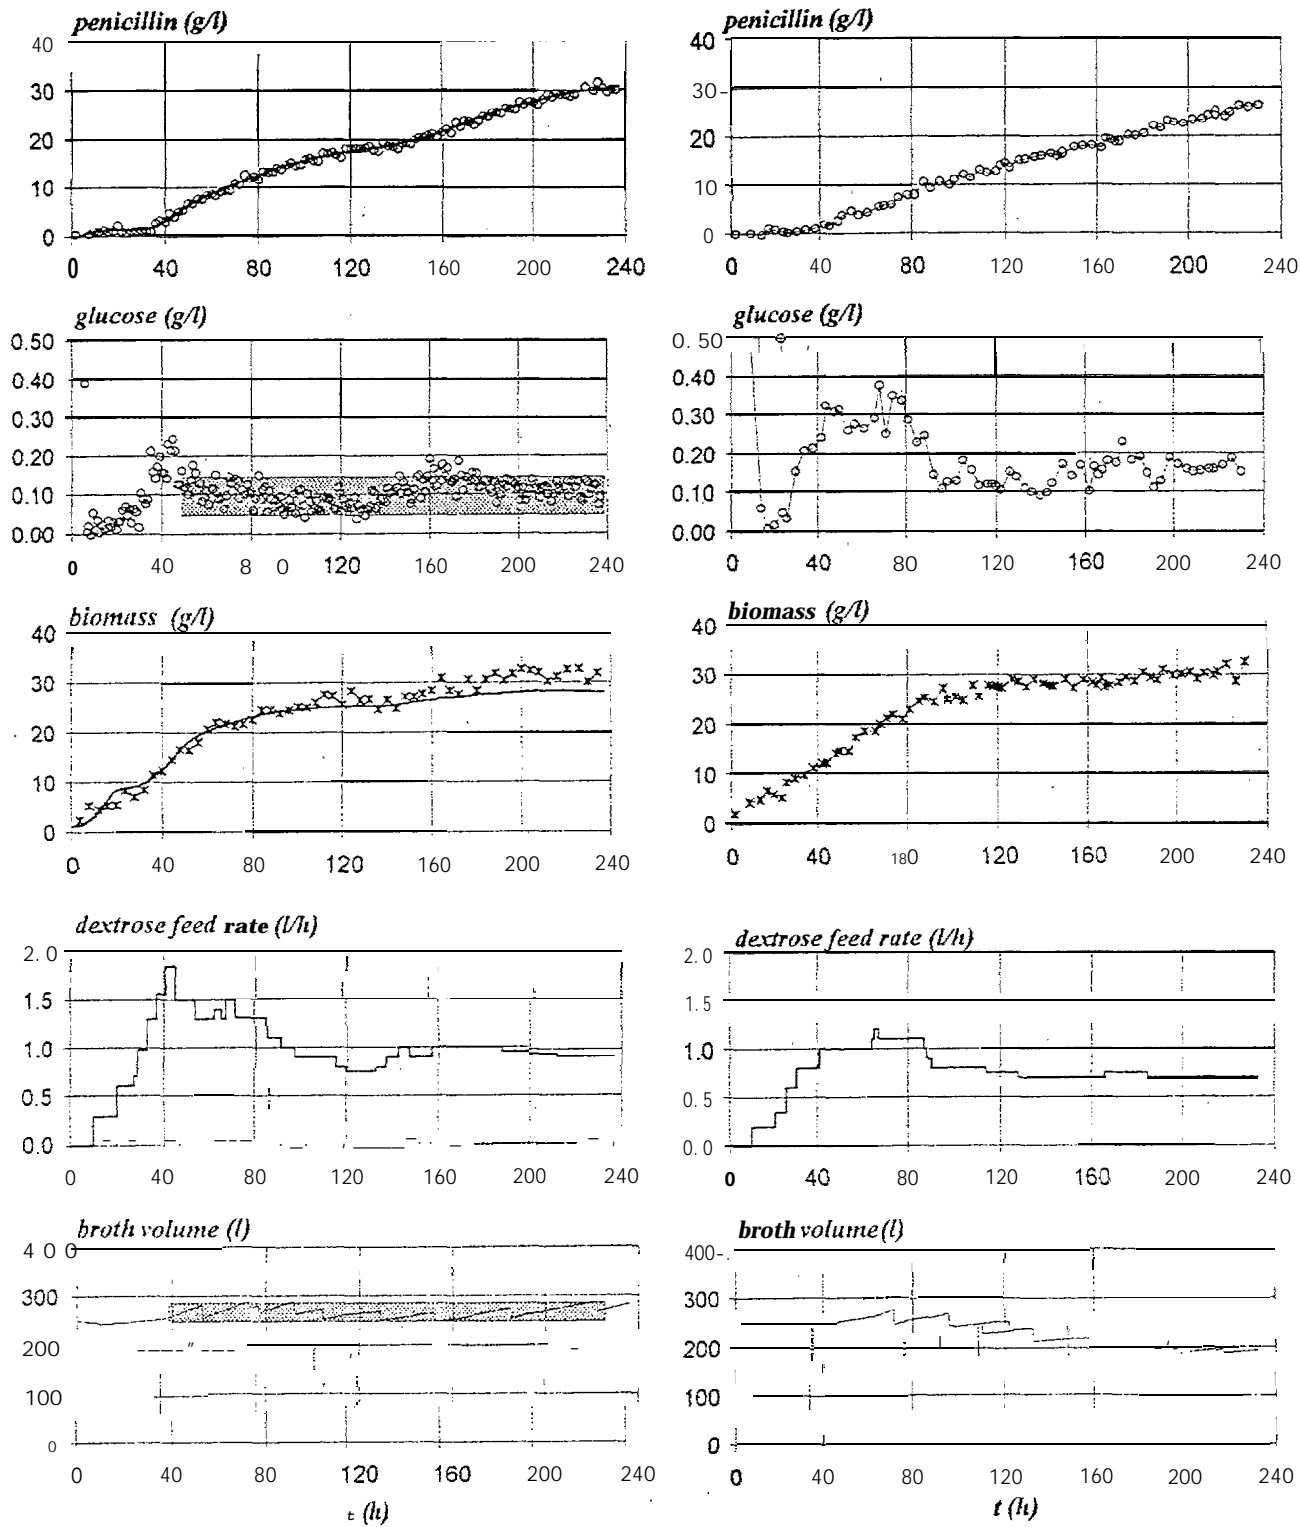 penicillin (g/l)
40
30
20
10
0
0 40 80 120 160 200 240
penicillin (g/l)
40
30-
20
10
0
0 40 80 120 160 200 240
glucose (g/l)
0.50
0.40
0.30
0.20
0.10
0.00
0 40 8 0 120 160 200 240
glucose (g/l)
0.50
0.40
0.30
0.20
0.10
0.00
0 40 80 120 160 200 240
biomass (g/l)
40
30
20
10
0
0 40 80 120 160 200 240
biomass (g/l)
40
30
20
10
0
0 40 180 120 160 200 240
dextrose feed rate (l/h)
2.0
1.5
1.0
0.5
0.0
0 40 80 120 160 200 240
dextrose feed rate (l/h)
2.0
1.5
1.0
0.5
0.0
0 40 80 120 160 200 240
broth volume (l)
4 0 0
300
200
100
0
0 40 80 120 160 200 240
t (h)
broth volume (l)
400-
300
200
100
0
0 40 80 120 160 200 240
t (h)